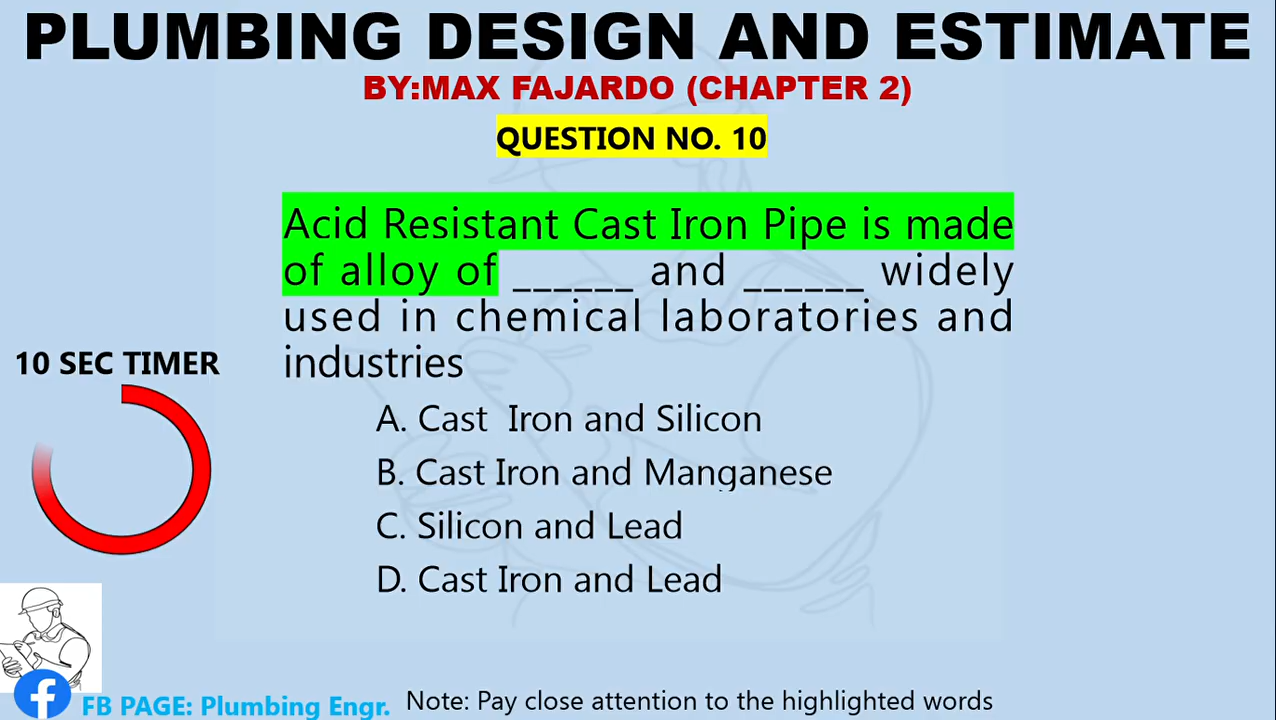 PLUMBING DESIGN AND ESTIMATE
BY:MAX FAJARDO (CHAPTER 2)
QUESTION NO. 10
Acid Resistant Cast Iron Pipe is made
of alloy of ______ and ______ widely
used in chemical laboratories and
industries
10 SEC TIMER
A. Cast Iron and Silicon
B. Cast Iron and Manganese
C. Silicon and Lead
D. Cast Iron and Lead
f
FB PAGE: Plumbing Engr.
Note: Pay close attention to the highlighted words